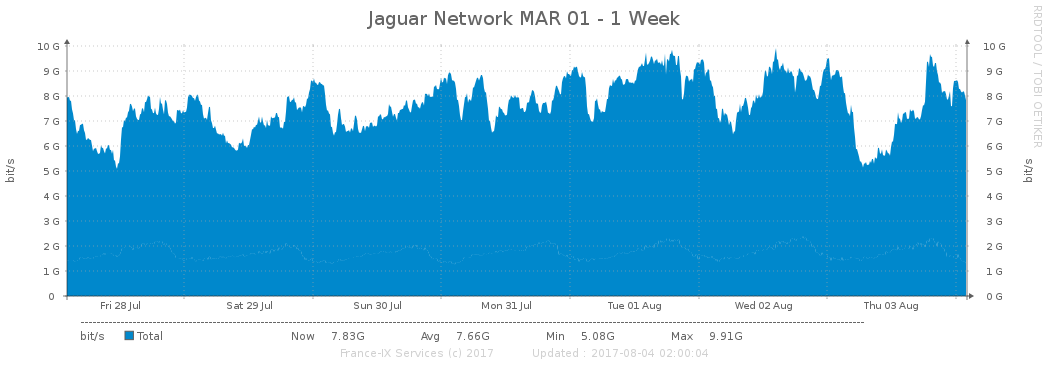 Jaguar Network MAR 01 - 1 Week
RRDTOOL / TOBI OETIKER
bit/s
10 G 10 G
9 G 9 G
8 G 8 G
7 G 7 G
6 G 6 G
5 G 5 G
4 G 4 G
3 G 3 G
2 G 2 G
1 G 1 G
0 0 G
bit/s
Fri 28 Jul Sat 29 Jul Sun 30 Jul Mon 31 Jul Tue 01 Aug Wed 02 Aug Thu 03 Aug
bit/s Total Now 7.83G Avg 7.66G Min 5.08G Max 9.91G
France-IX Services (c) 2017 Updated : 2017-08-04 02:00:04